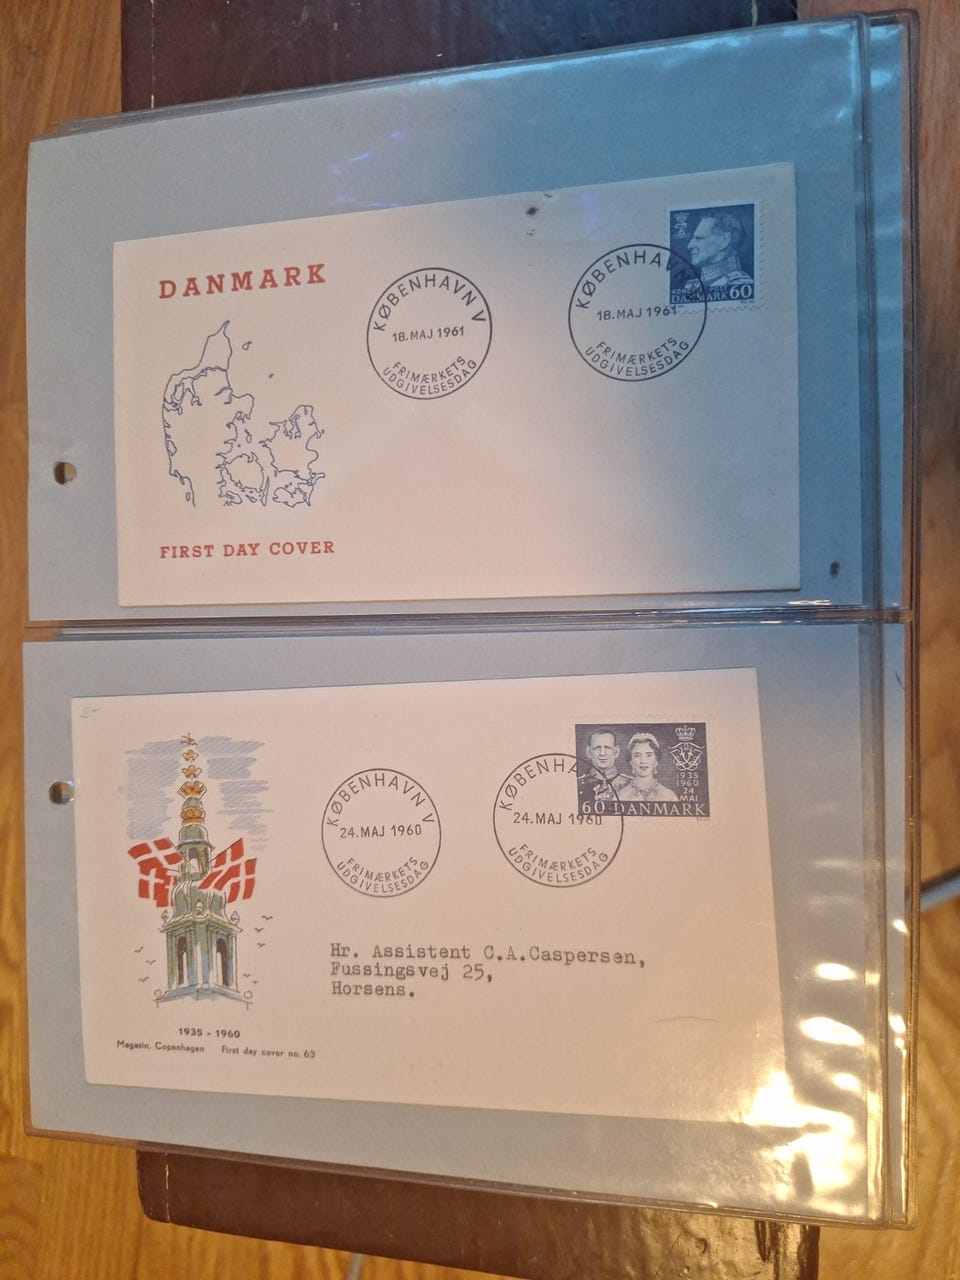 DANMARK
KØBENHAVN V
18.MAJ 1961
FRIMÆRKETS
UDGIVELSESDAG
KØBENHAVN
18.MAJ 1961
FRIMÆRKETS
UDGIVELSESDAG
DANMARK 60
FIRST DAY COVER
KØBENHAVN V
24.MAJ 1960
FRIMÆRKETS
UDGIVELSESDAG
KØBENHA
24.MAJ 1960
FRIMÆRKETS
UDGIVELSESDAG
1935
1960
24
MAJ
60 DANMARK
Hr. Assistent C.A.Caspersen,
Fussingsvej 25,
Horsens.
1935 - 1960
Magasin, Copenhagen First day cover no. 63